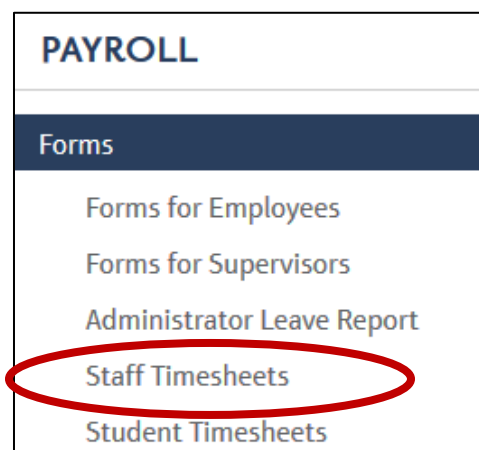 PAYROLL
Forms
Forms for Employees
Forms for Supervisors
Administrator Leave Report
Staff Timesheets
Student Timesheets